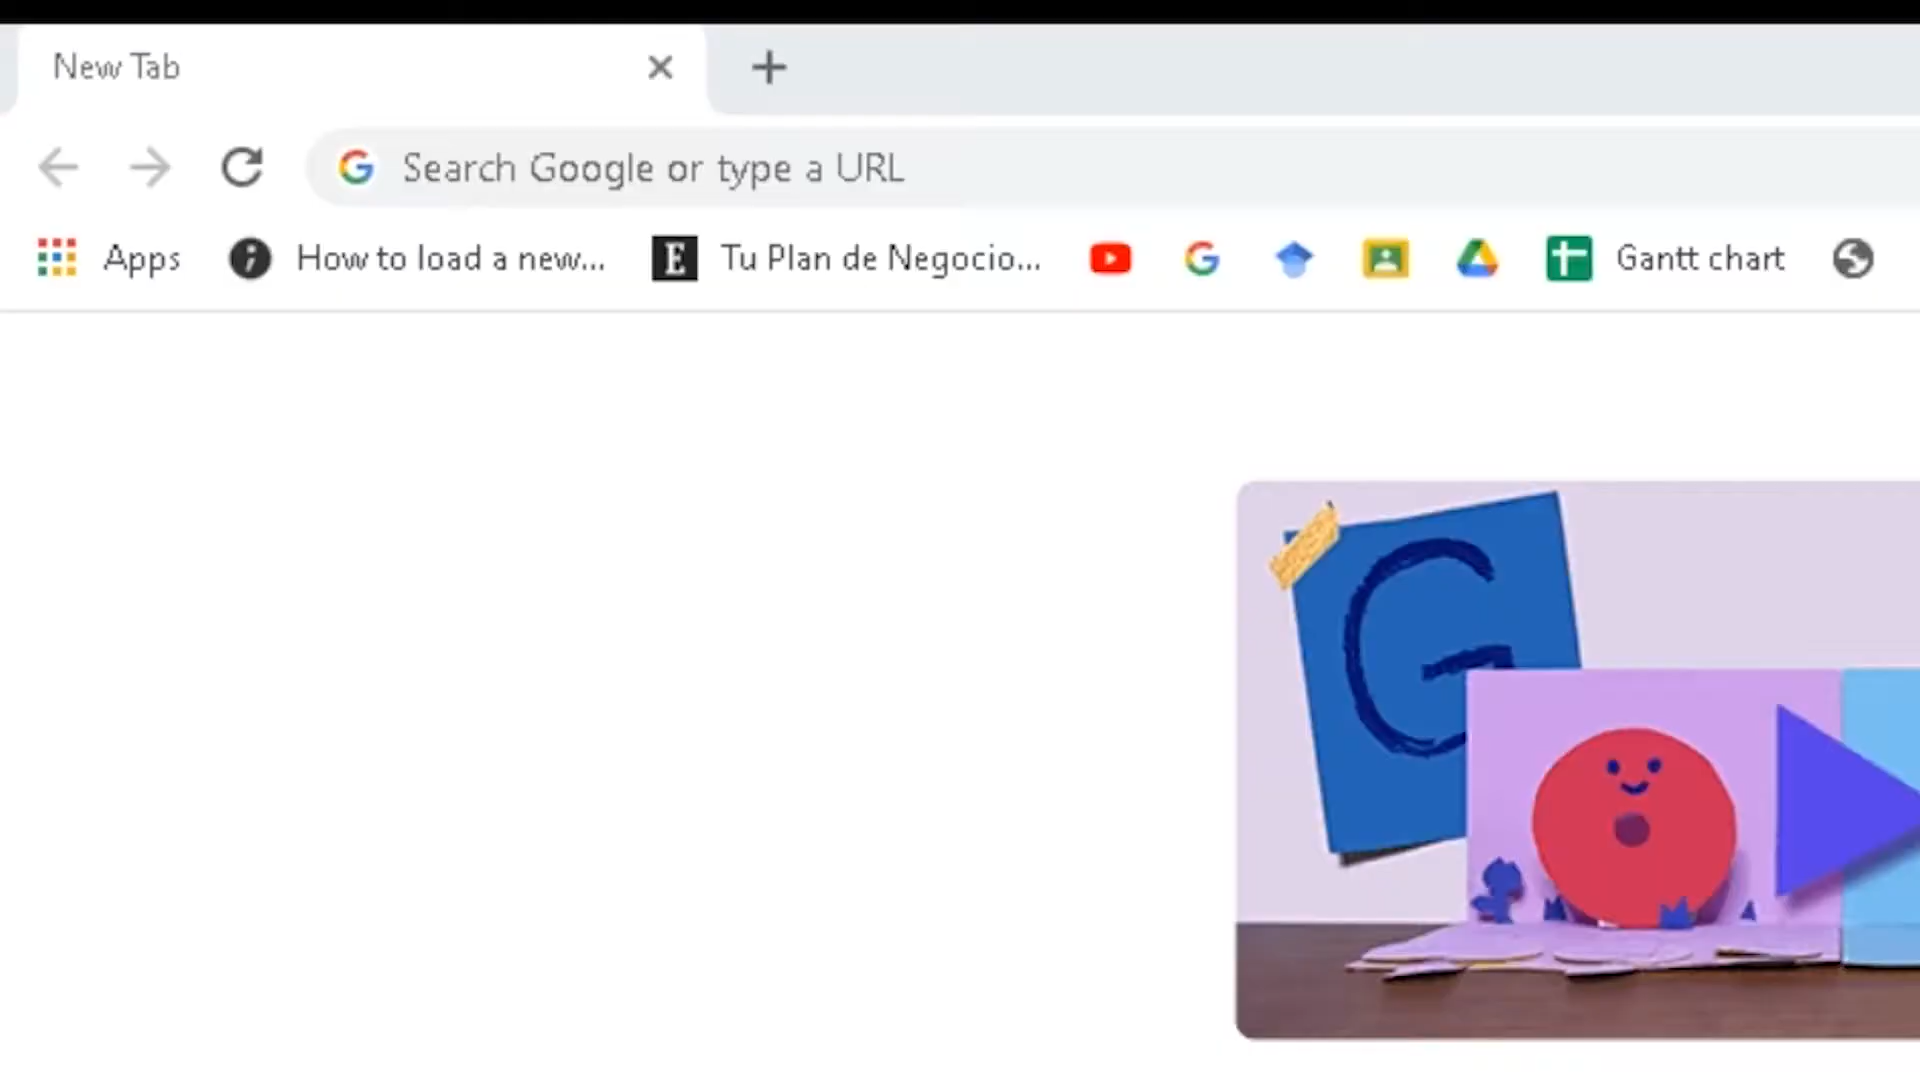 New Tab
Search Google or type a URL
Apps How to load a new... Tu Plan de Negocio... Gantt chart
G